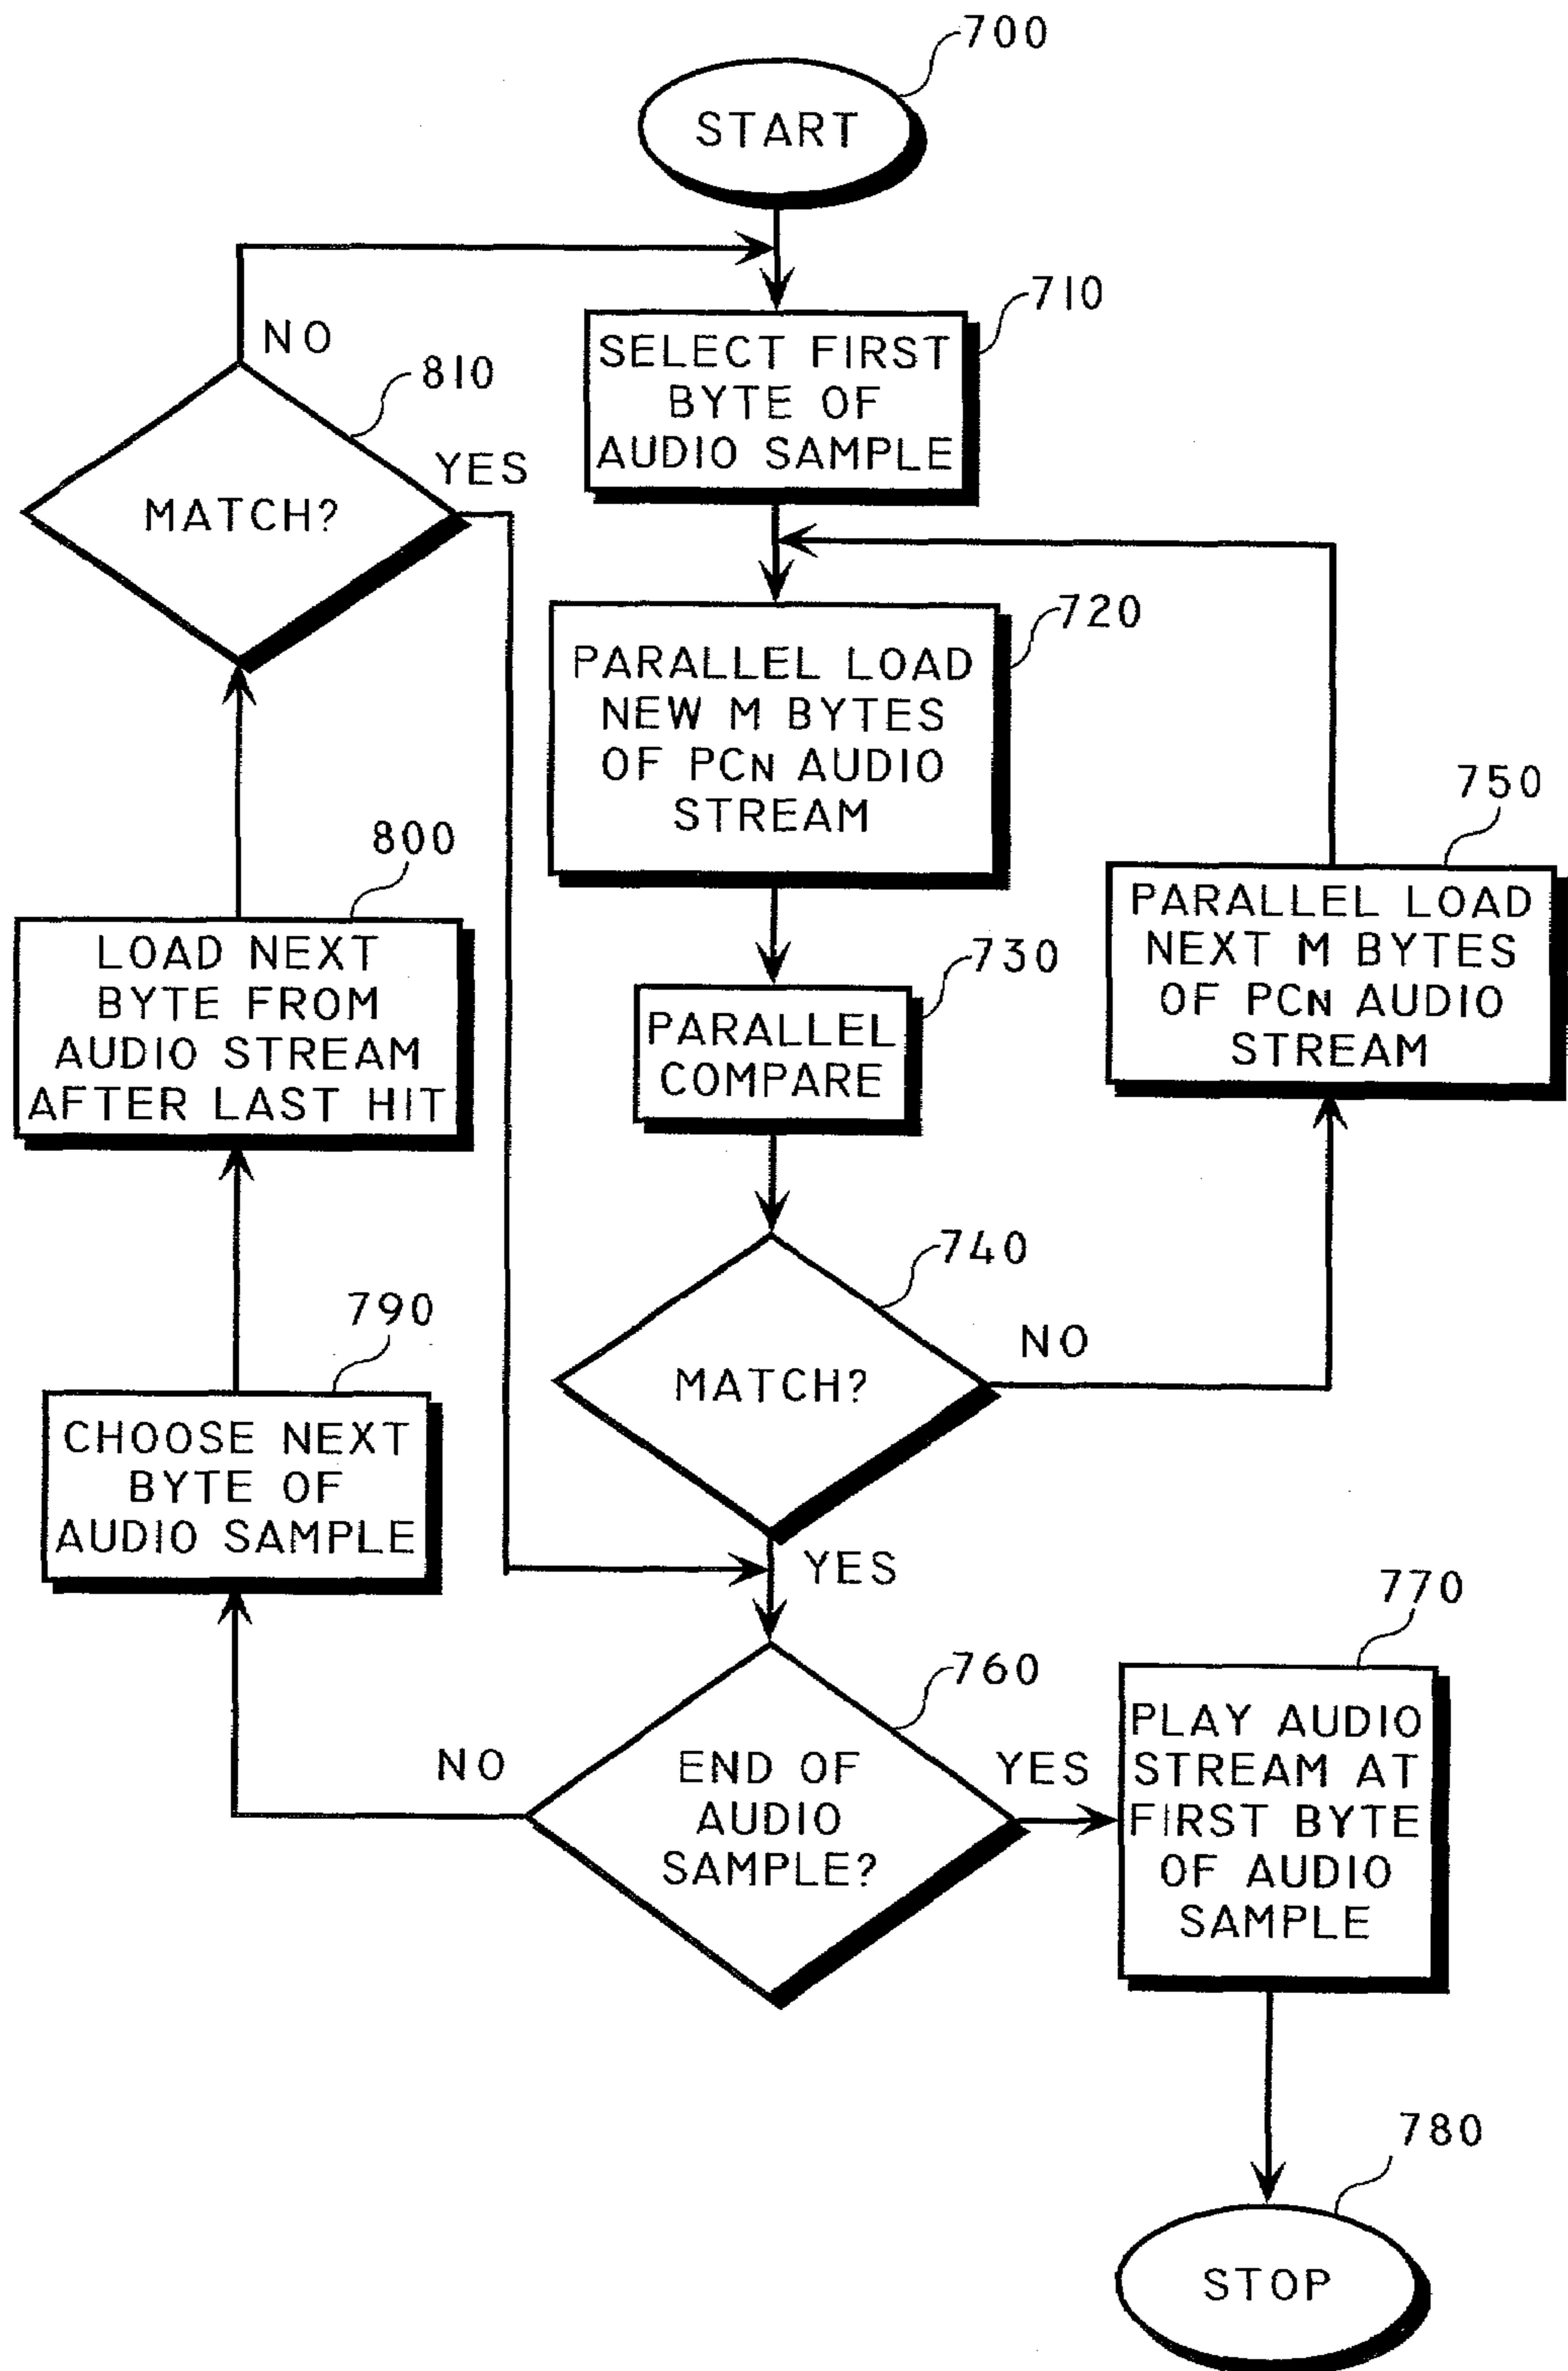 700
START
710
SELECT FIRST
BYTE OF
AUDIO SAMPLE
NO
810
MATCH?
YES
720
PARALLEL LOAD
NEW M BYTES
OF PCN AUDIO
STREAM
750
PARALLEL LOAD
NEXT M BYTES
OF PCN AUDIO
STREAM
800
LOAD NEXT
BYTE FROM
AUDIO STREAM
AFTER LAST HIT
730
PARALLEL
COMPARE
740
MATCH?
NO
YES
790
CHOOSE NEXT
BYTE OF
AUDIO SAMPLE
760
END OF
AUDIO
SAMPLE?
NO
YES
770
PLAY AUDIO
STREAM AT
FIRST BYTE
OF AUDIO
SAMPLE
780
STOP